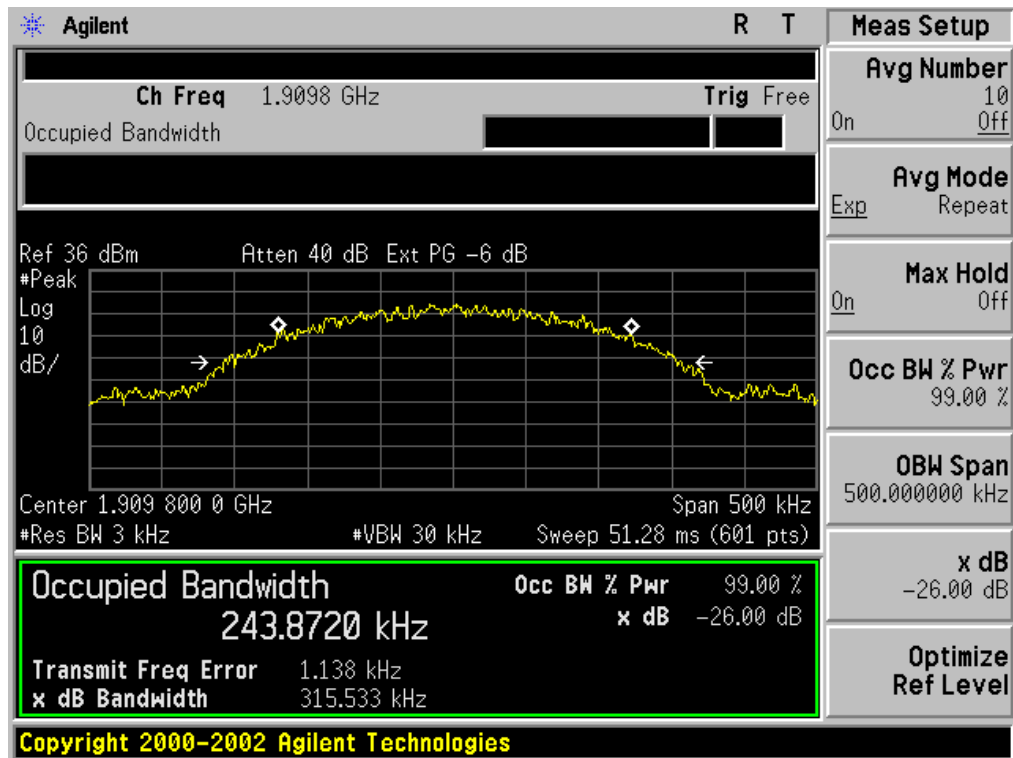 Agilent R T
Ch Freq 1.9098 GHz Trig Free
Occupied Bandwidth
Ref 36 dBm Atten 40 dB Ext PG -6 dB
#Peak
Log
10
dB/
Center 1.909 800 0 GHz Span 500 kHz
#Res BW 3 kHz #VBW 30 kHz Sweep 51.28 ms (601 pts)
Occupied Bandwidth Occ BW % Pwr 99.00 %
243.8720 kHz x dB -26.00 dB
Transmit Freq Error 1.138 kHz
x dB Bandwidth 315.533 kHz
Copyright 2000-2002 Agilent Technologies
Meas Setup
Avg Number
10
On Off
Avg Mode
Exp Repeat
Max Hold
On Off
Occ BW % Pwr
99.00 %
OBW Span
500.000000 kHz
x dB
-26.00 dB
Optimize
Ref Level